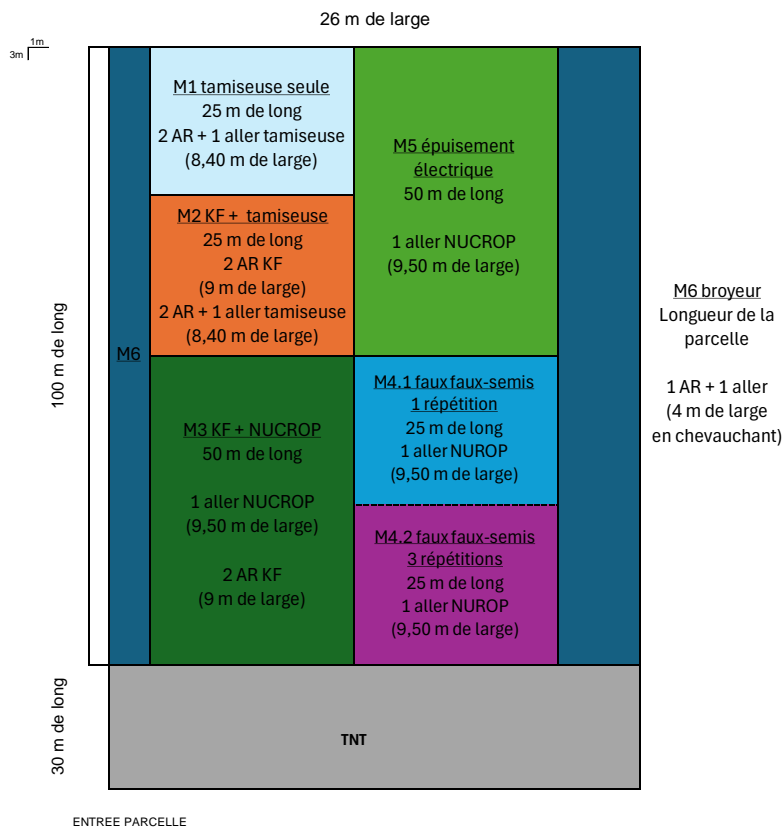 26 m de large
1m
3m
M1 tamiseuse seule
25 m de long
2 AR + 1 aller tamiseuse
(8,40 m de large)
M2 KF + tamiseuse
25 m de long
2 AR KF
(9 m de large)
2 AR + 1 aller tamiseuse
(8,40 m de large)
M5 épuisement
électrique
50 m de long
1 aller NUCROP
(9,50 m de large)
M6
100 m de long
M3 KF + NUCROP
50 m de long
1 aller NUCROP
(9,50 m de large)
2 AR KF
(9 m de large)
M4.1 faux faux-semis
1 répétition
25 m de long
1 aller NUROP
(9,50 m de large)
M4.2 faux faux-semis
3 répétitions
25 m de long
1 aller NUROP
(9,50 m de large)
M6 broyeur
Longueur de la
parcelle
1 AR + 1 aller
(4 m de large
en chevauchant)
30 m de long
TNT
ENTREE PARCELLE